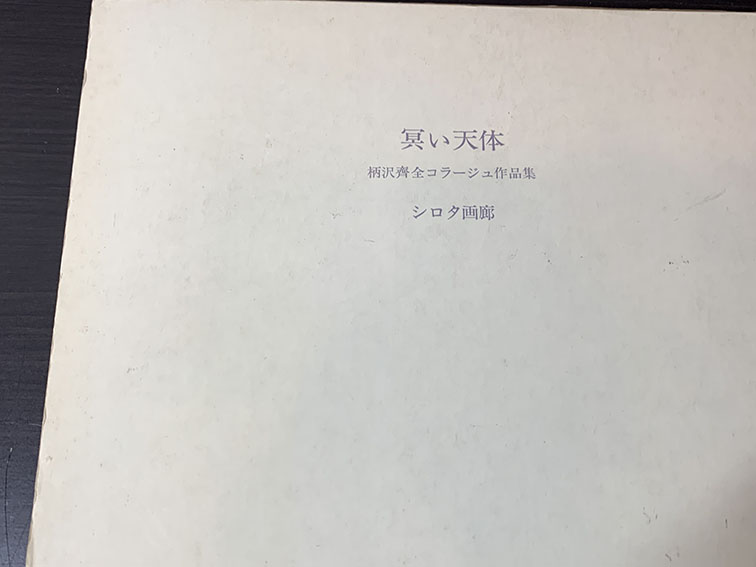 冥い天体
柄沢齊全コラージュ作品集
シロタ画廊